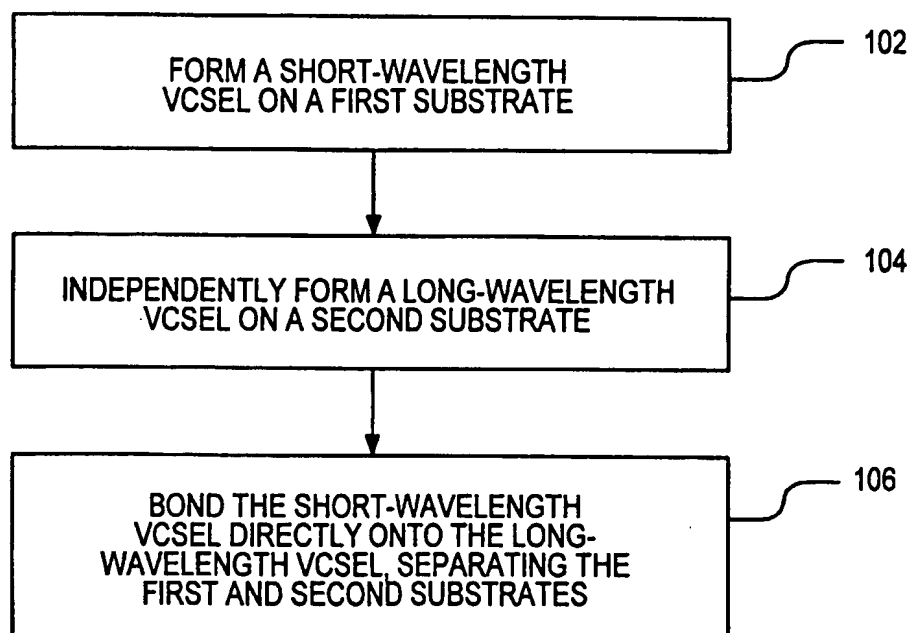 FORM A SHORT-WAVELENGTH
VCSEL ON A FIRST SUBSTRATE
102
INDEPENDENTLY FORM A LONG-WAVELENGTH
VCSEL ON A SECOND SUBSTRATE
104
BOND THE SHORT-WAVELENGTH
VCSEL DIRECTLY ONTO THE LONG-
WAVELENGTH VCSEL, SEPARATING THE
FIRST AND SECOND SUBSTRATES
106